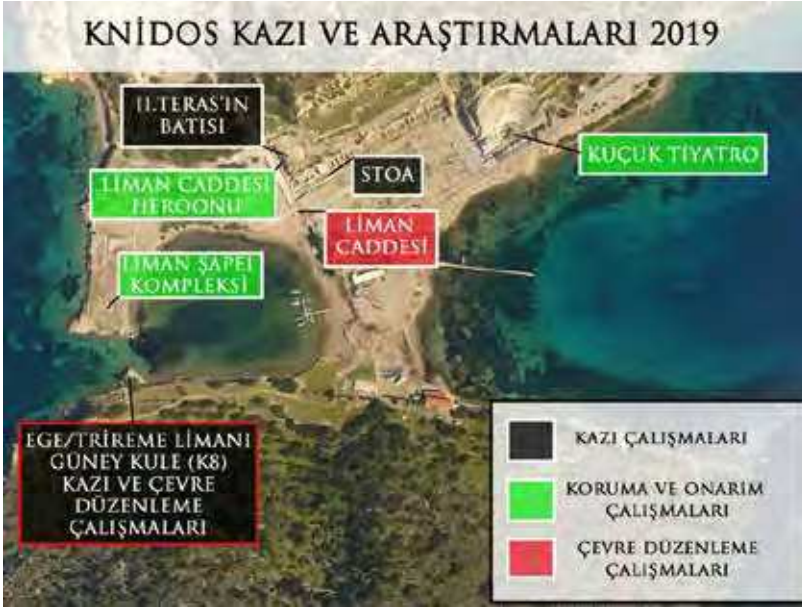 KNİDOS KAZI VE ARAŞTIRMALARI 2019
II.TERAS'IN
BATISI
STOA
KUÇUK TİYATRO
LİMAN CADDESİ
HEROONU
LİMAN
CADDESİ
LİMAN ŞAPEL
KOMPLEKSİ
EGE/TRİREME LİMANI
GÜNEY KULE (K8)
KAZI VE ÇEVRE
DÜZENLEME
ÇALIŞMALARI
KAZI ÇALIŞMALARI
KORUMA VE ONARIM
ÇALIŞMALARI
ÇEVRE DÜZENLEME
ÇALIŞMALARI